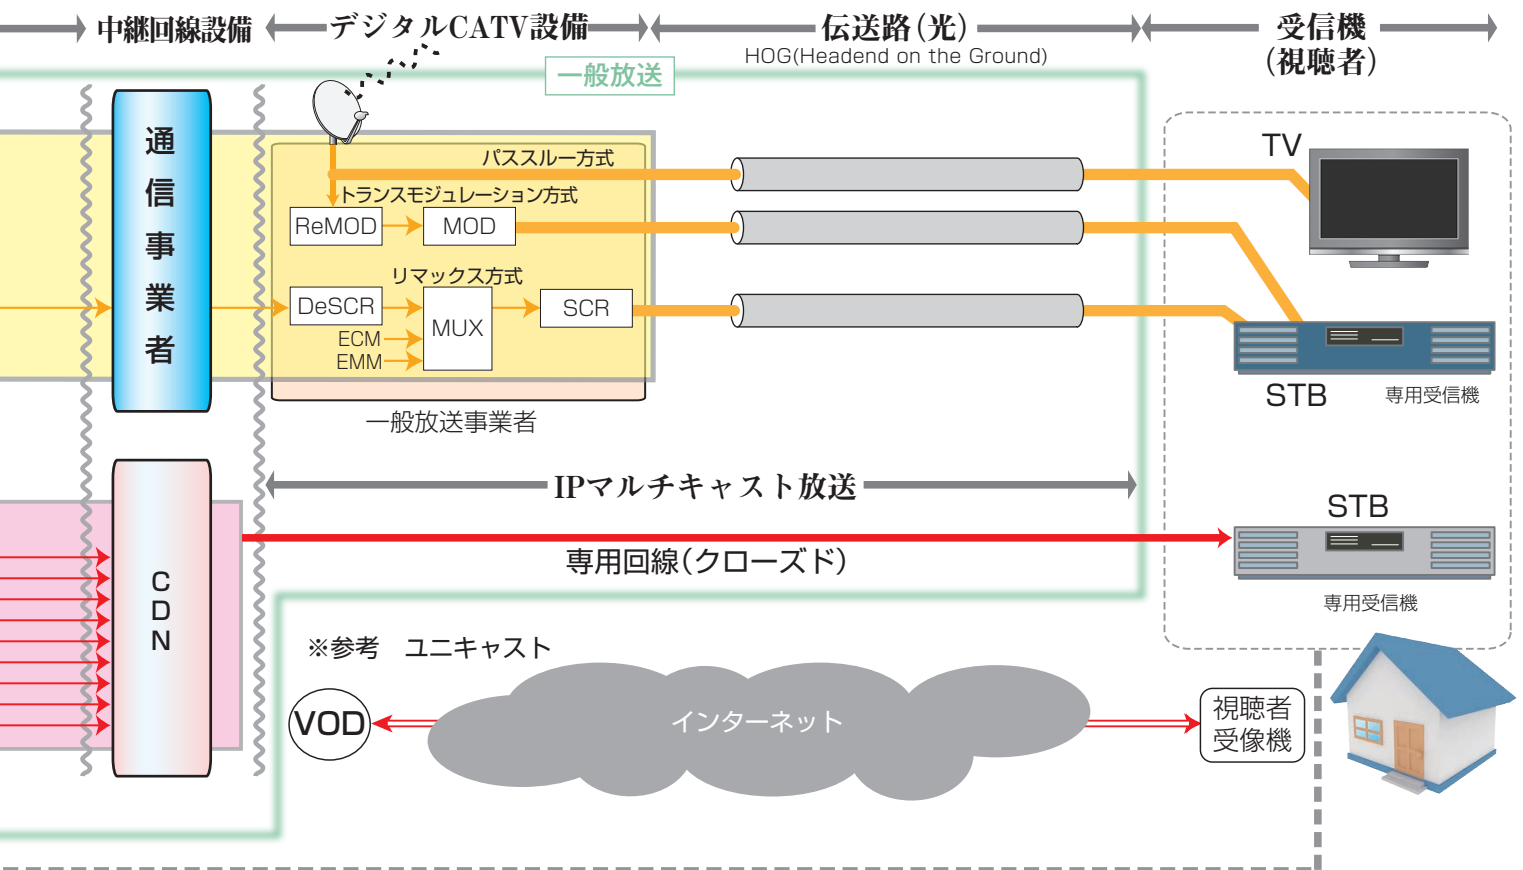 中継回線設備
デジタルCATV設備
伝送路(光)
HOG(Headend on the Ground)
受信機
(視聴者)
一般放送
通信事業者
パススルー方式
トランスモジュレーション方式
ReMOD
MOD
リマックス方式
DeSCR
MUX
SCR
ECM
EMM
一般放送事業者
TV
STB
専用受信機
IPマルチキャスト放送
専用回線(クローズド)
STB
専用受信機
CDN
※参考 ユニキャスト
VOD
インターネット
視聴者
受像機